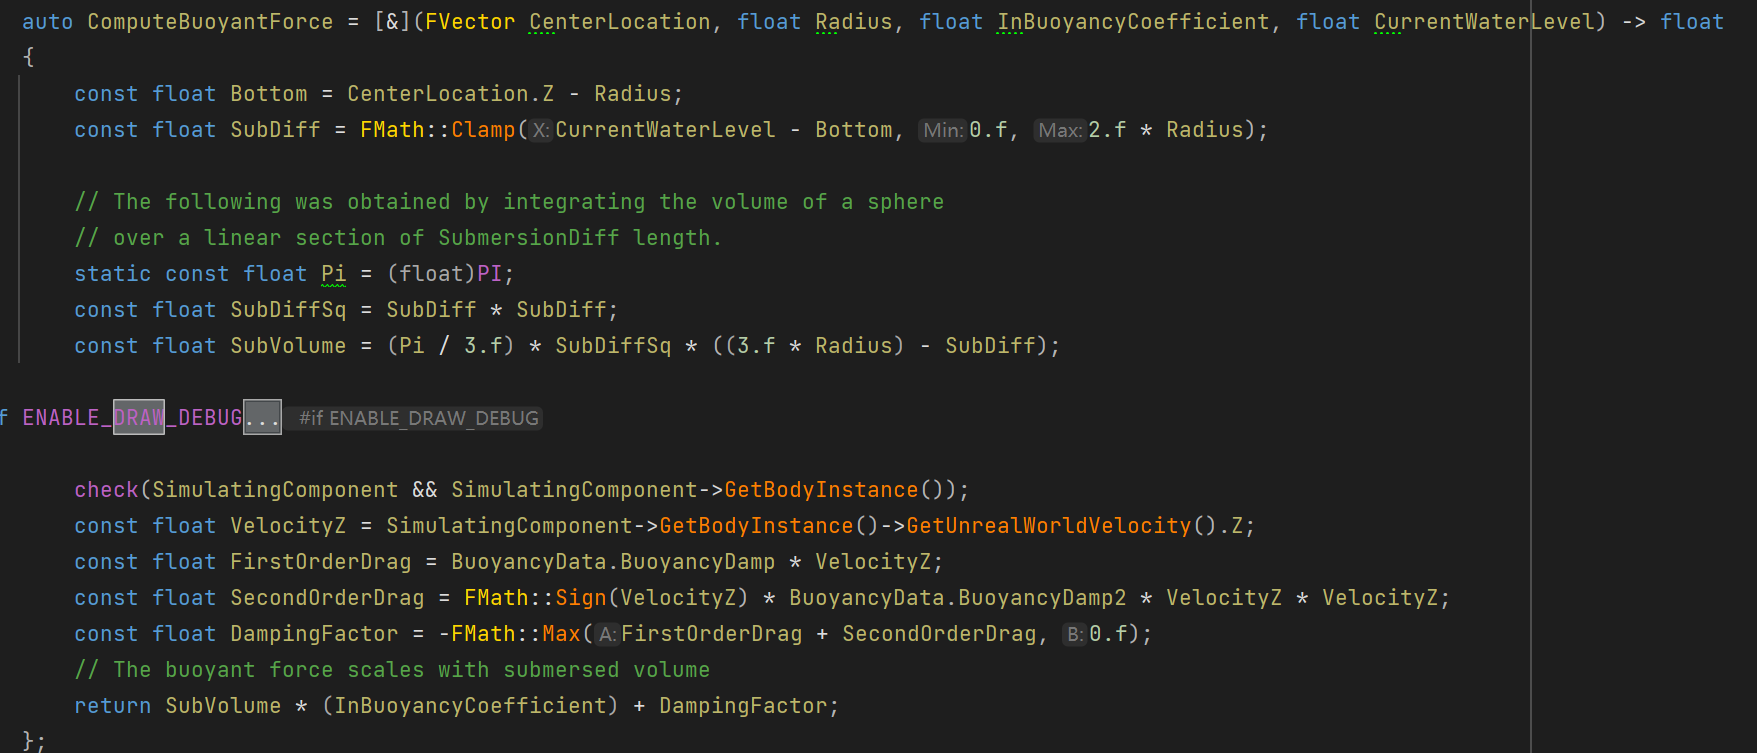 auto ComputeBuoyantForce = [&](FVector CenterLocation, float Radius, float InBuoyancyCoefficient, float CurrentWaterLevel) -> float
{
const float Bottom = CenterLocation.Z - Radius;
const float SubDiff = FMath::Clamp(X:CurrentWaterLevel - Bottom, Min:0.f, Max:2.f * Radius);
// The following was obtained by integrating the volume of a sphere
// over a linear section of SubmersionDiff length.
static const float Pi = (float)PI;
const float SubDiffSq = SubDiff * SubDiff;
const float SubVolume = (Pi / 3.f) * SubDiffSq * ((3.f * Radius) - SubDiff);
f ENABLE_DRAW_DEBUG... #if ENABLE_DRAW_DEBUG
check(SimulatingComponent && SimulatingComponent->GetBodyInstance());
const float VelocityZ = SimulatingComponent->GetBodyInstance()->GetUnrealWorldVelocity().Z;
const float FirstOrderDrag = BuoyancyData.BuoyancyDamp * VelocityZ;
const float SecondOrderDrag = FMath::Sign(VelocityZ) * BuoyancyData.BuoyancyDamp2 * VelocityZ * VelocityZ;
const float DampingFactor = -FMath::Max(A:FirstOrderDrag + SecondOrderDrag, B:0.f);
// The buoyant force scales with submersed volume
return SubVolume * (InBuoyancyCoefficient) + DampingFactor;
};